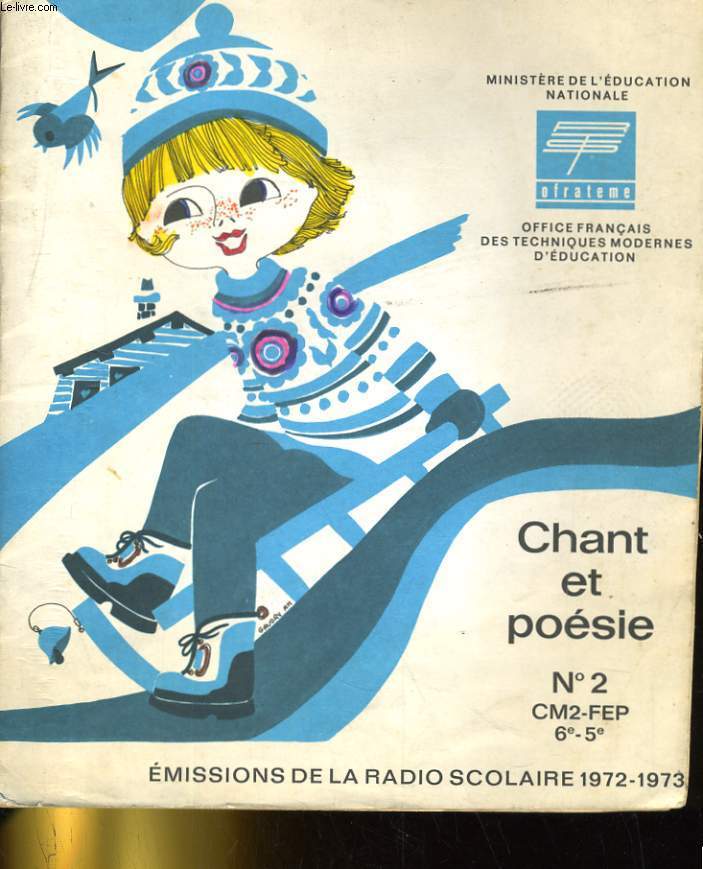 Le-livre.com
MINISTÈRE DE L'ÉDUCATION
NATIONALE
ofrateme
OFFICE FRANÇAIS
DES TECHNIQUES MODERNES
D'ÉDUCATION
Chant
et
poésie
N° 2
CM2-FEP
6e-5e
ÉMISSIONS DE LA RADIO SCOLAIRE 1972-1973